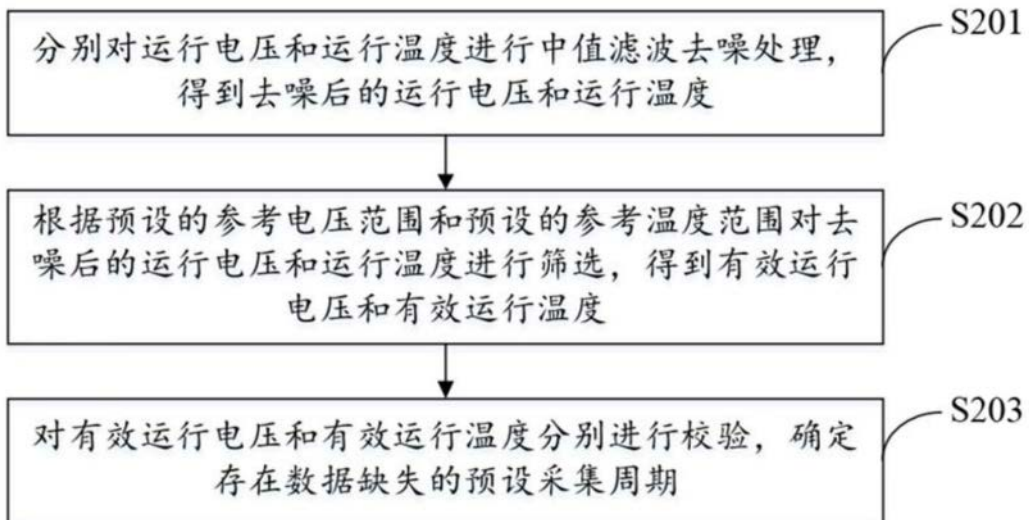 分别对运行电压和运行温度进行中值滤波去噪处理，
得到去噪后的运行电压和运行温度
S201
根据预设的参考电压范围和预设的参考温度范围对去
噪后的运行电压和运行温度进行筛选，得到有效运行
电压和有效运行温度
S202
对有效运行电压和有效运行温度分别进行校验，确定
存在数据缺失的预设采集周期
S203